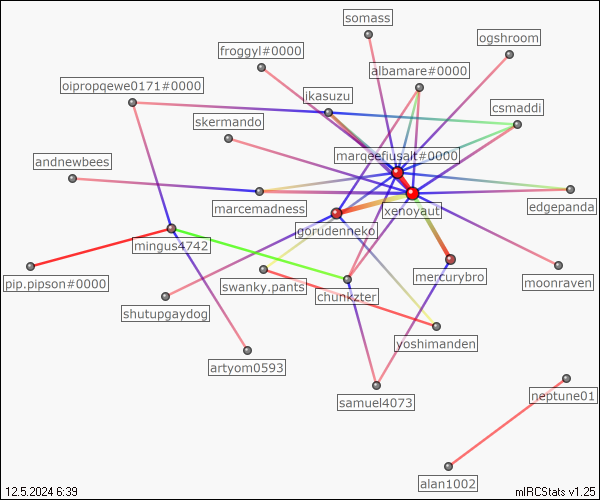 somass
ogshroom
froggyl#0000
albamare#0000
oipropqewe0171#0000
ikasuzu
csmaddi
skermando
marqeefiusalt#0000
andnewbees
marcemadness
xenoyaut
edgepanda
gorudenneko
mingus4742
mercurybro
pip.pipson#0000
swanky.pants
chunkzter
moonraven
shutupgaydog
yoshimanden
artyom0593
samuel4073
neptune01
alan1002
12.5.2024 6:39
mIRCStats v1.25